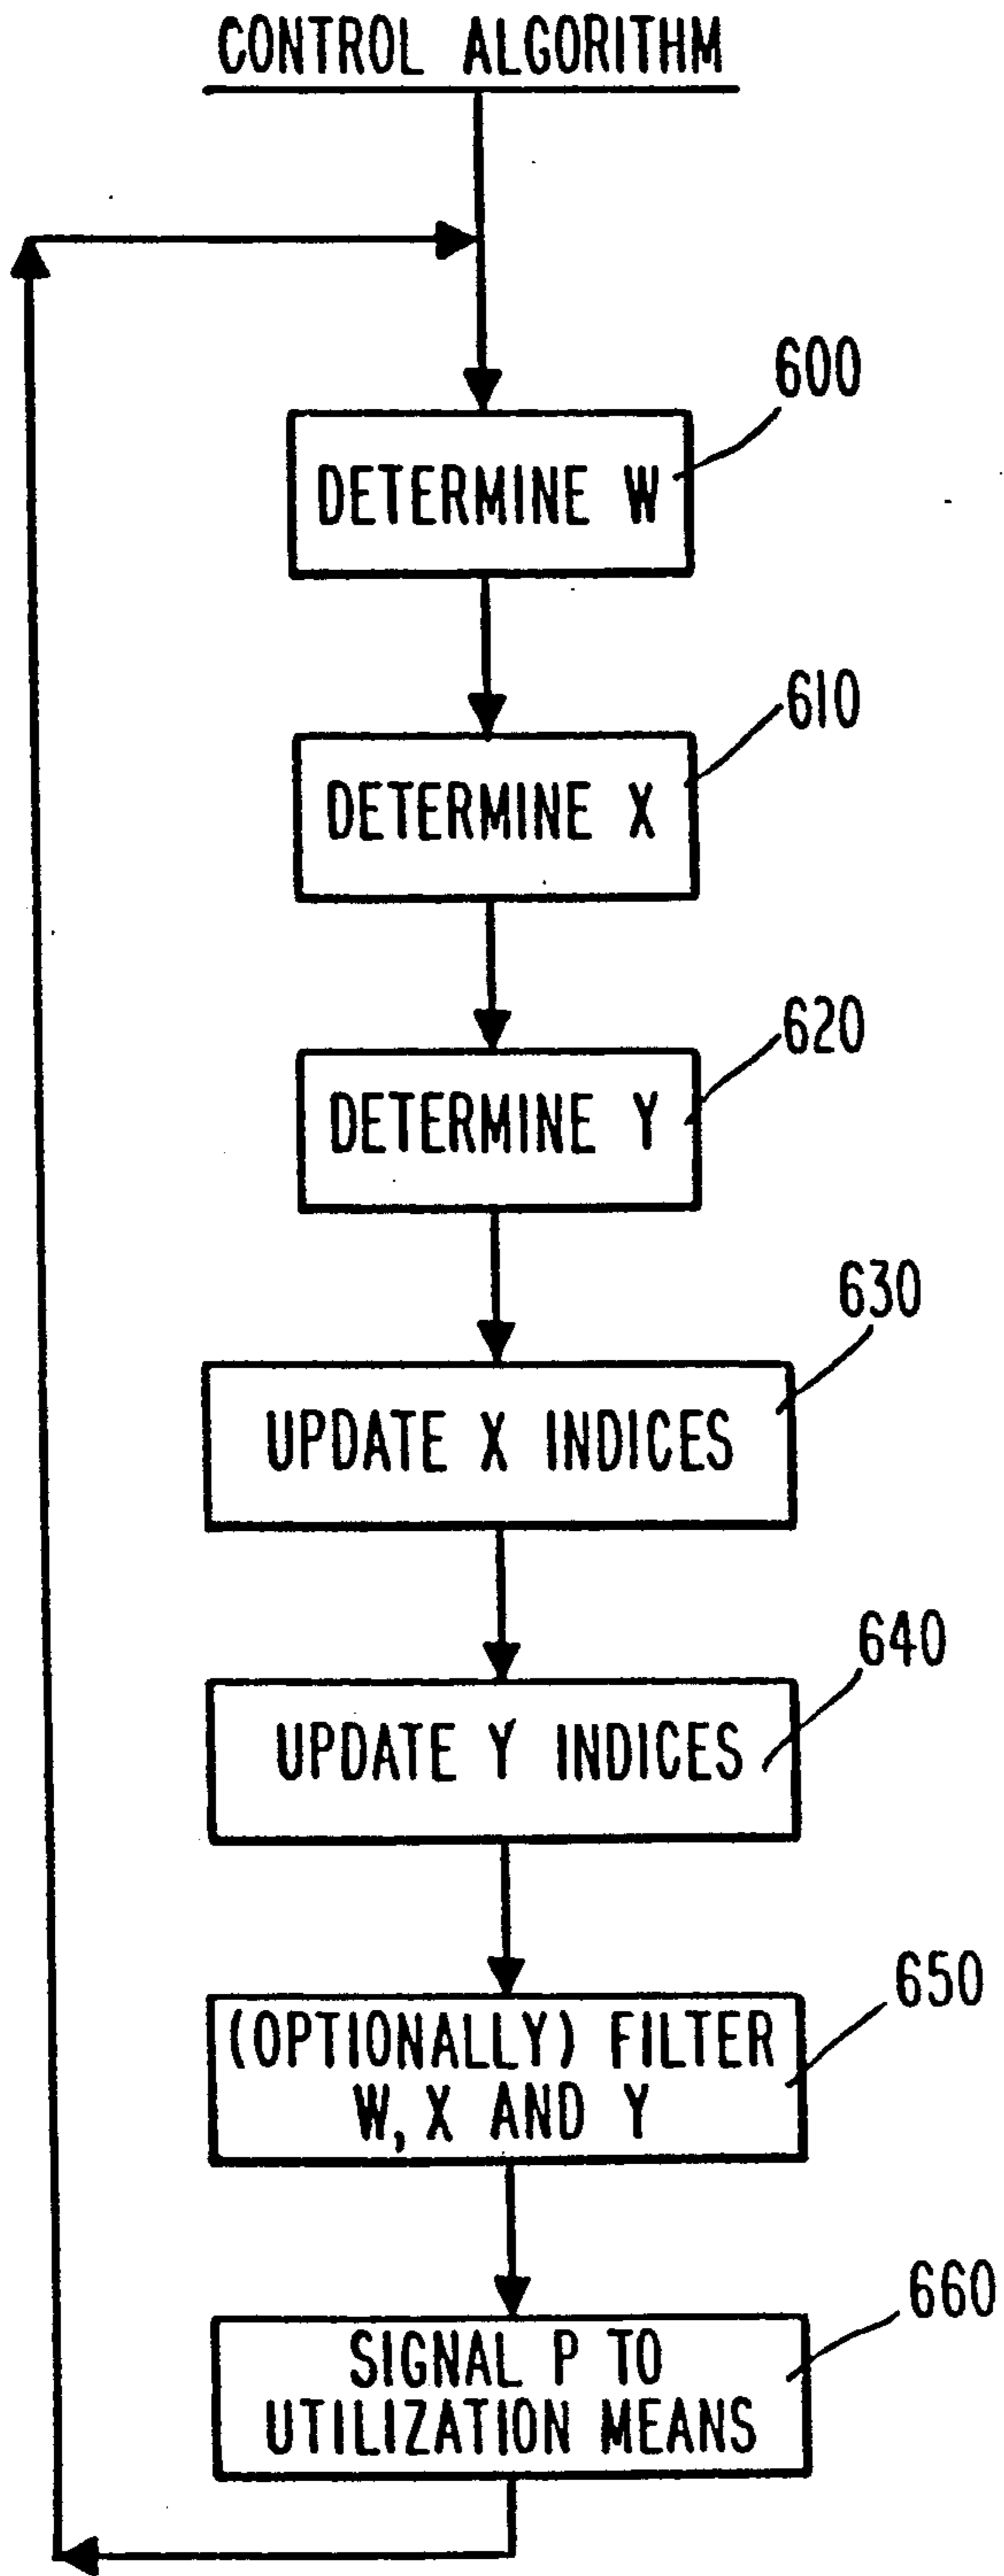 CONTROL ALGORITHM
600
DETERMINE W
610
DETERMINE X
620
DETERMINE Y
630
UPDATE X INDICES
640
UPDATE Y INDICES
650
(OPTIONALLY) FILTER
W, X AND Y
660
SIGNAL P TO
UTILIZATION MEANS